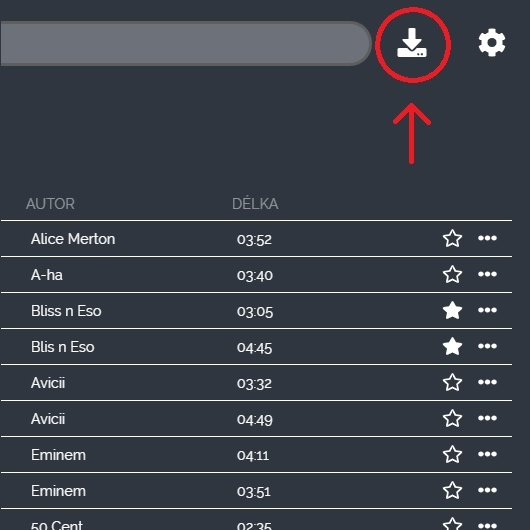 AUTOR DÉLKA
Alice Merton 03:52
A-ha 03:40
Bliss n Eso 03:05
Blis n Eso 04:45
Avicii 03:32
Avicii 04:49
Eminem 04:11
Eminem 03:51
50 Cent 02:35